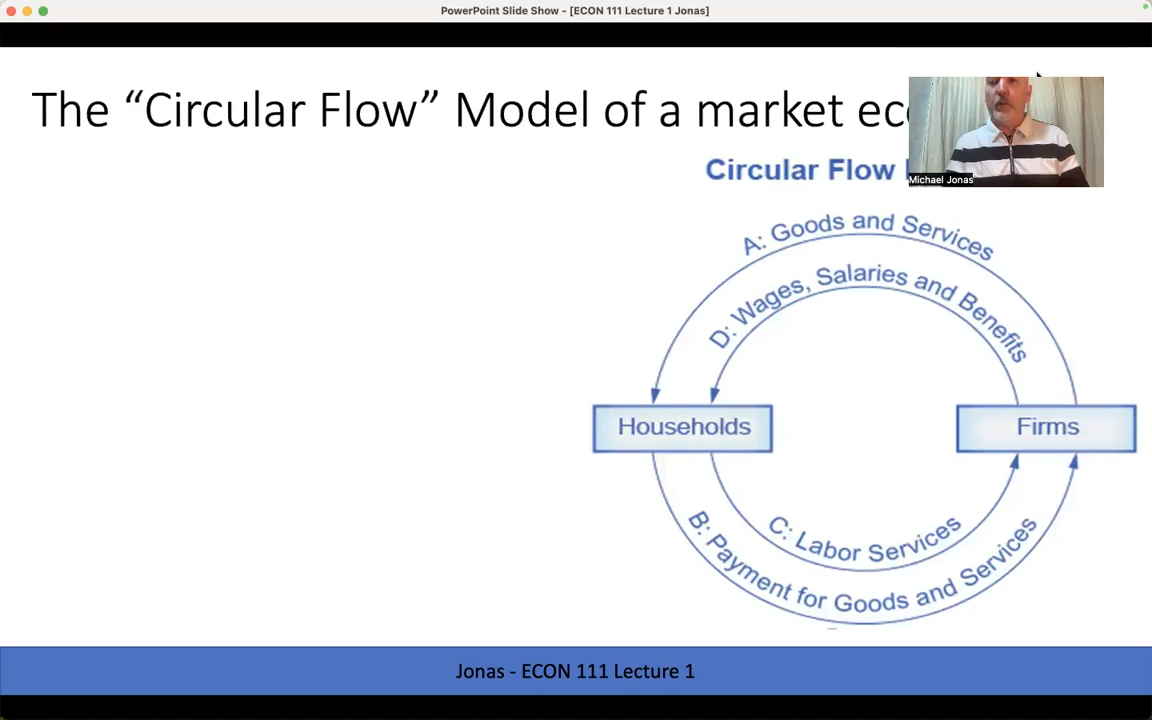 PowerPoint Slide Show - [ECON 111 Lecture 1 Jonas]
The “Circular Flow” Model of a market
Circular Flow
Michael Jonas
A: Goods and Services
D: Wages, Salaries and Benefits
Households
Firms
C: Labor Services
B: Payment for Goods and Services
Jonas - ECON 111 Lecture 1